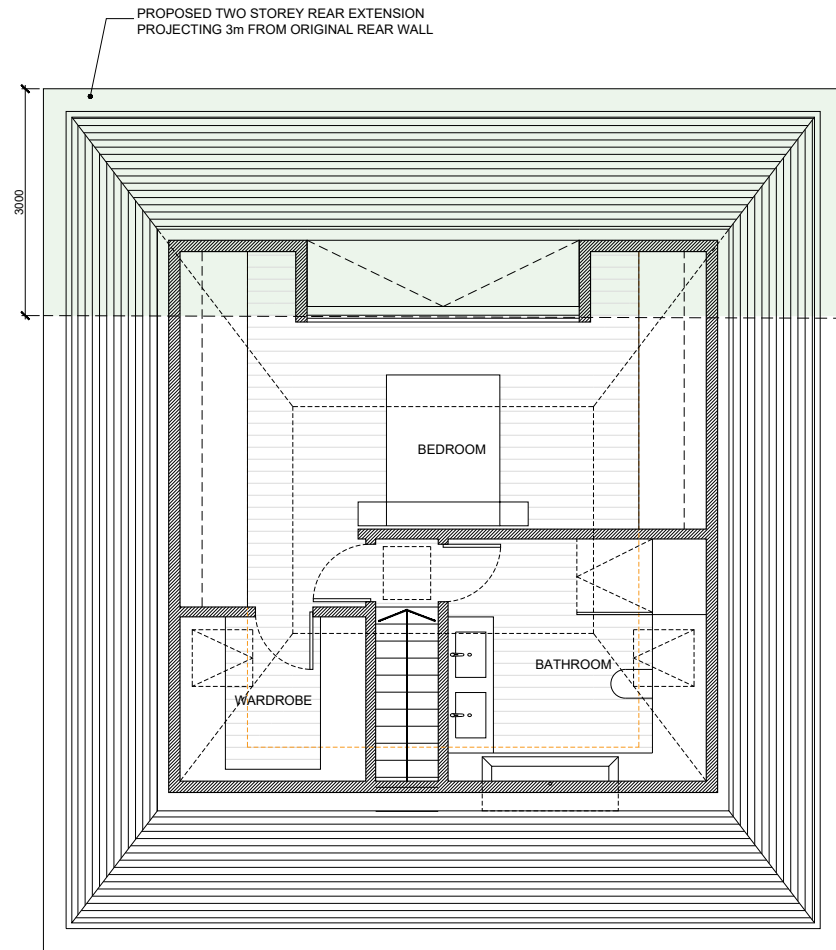 PROPOSED TWO STOREY REAR EXTENSION
PROJECTING 3m FROM ORIGINAL REAR WALL
3000
BEDROOM
BATHROOM
WARDROBE